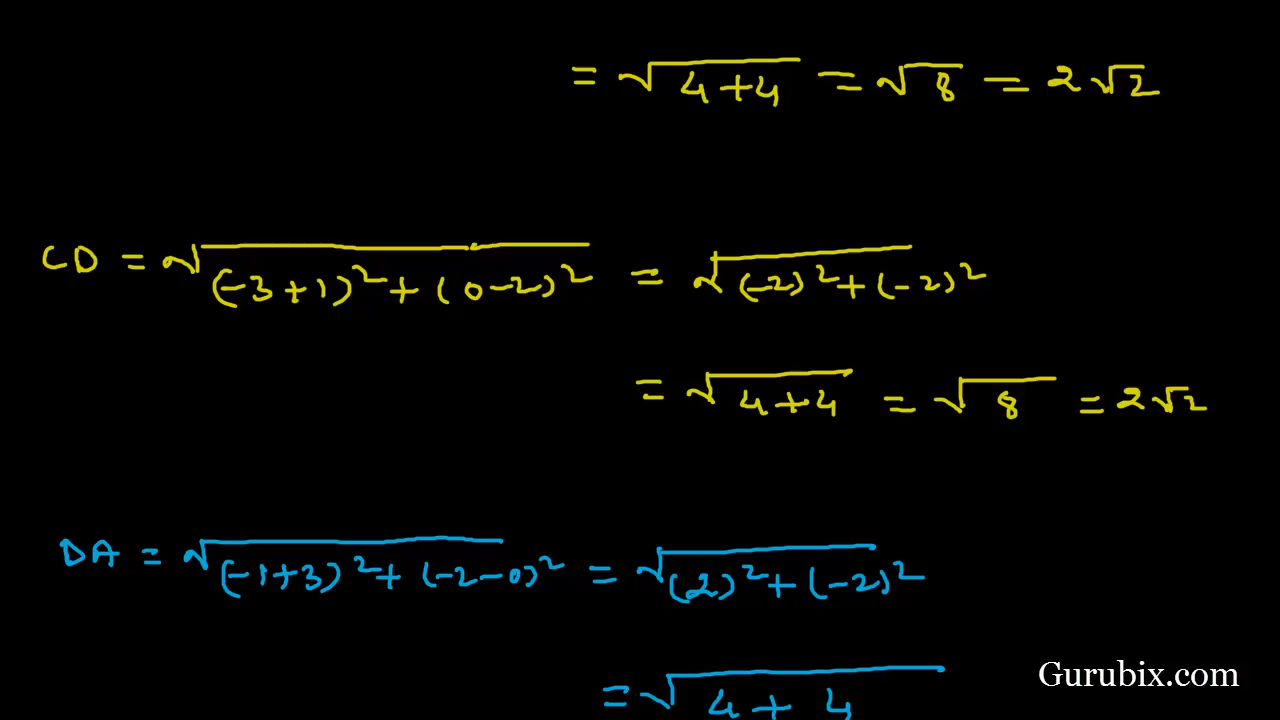 = √4+4 = √8 = 2√2
CD = √(-3+1)² + (0-2)² = √(-2)² + (-2)²
= √4+4 = √8 = 2√2
DA = √(-1+3)² + (-2-0)² = √(2)² + (-2)²
= √4 + 4
Gurubix.com